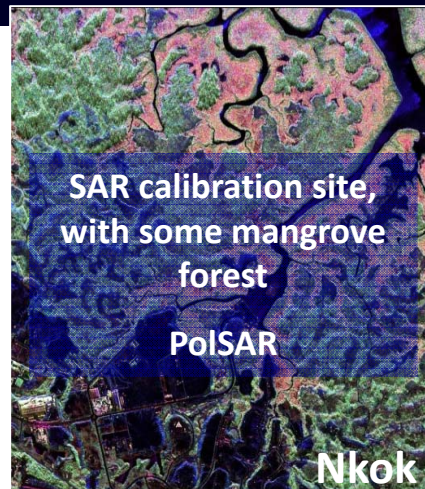 SAR calibration site,
with some mangrove
forest
PolSAR
Nkok